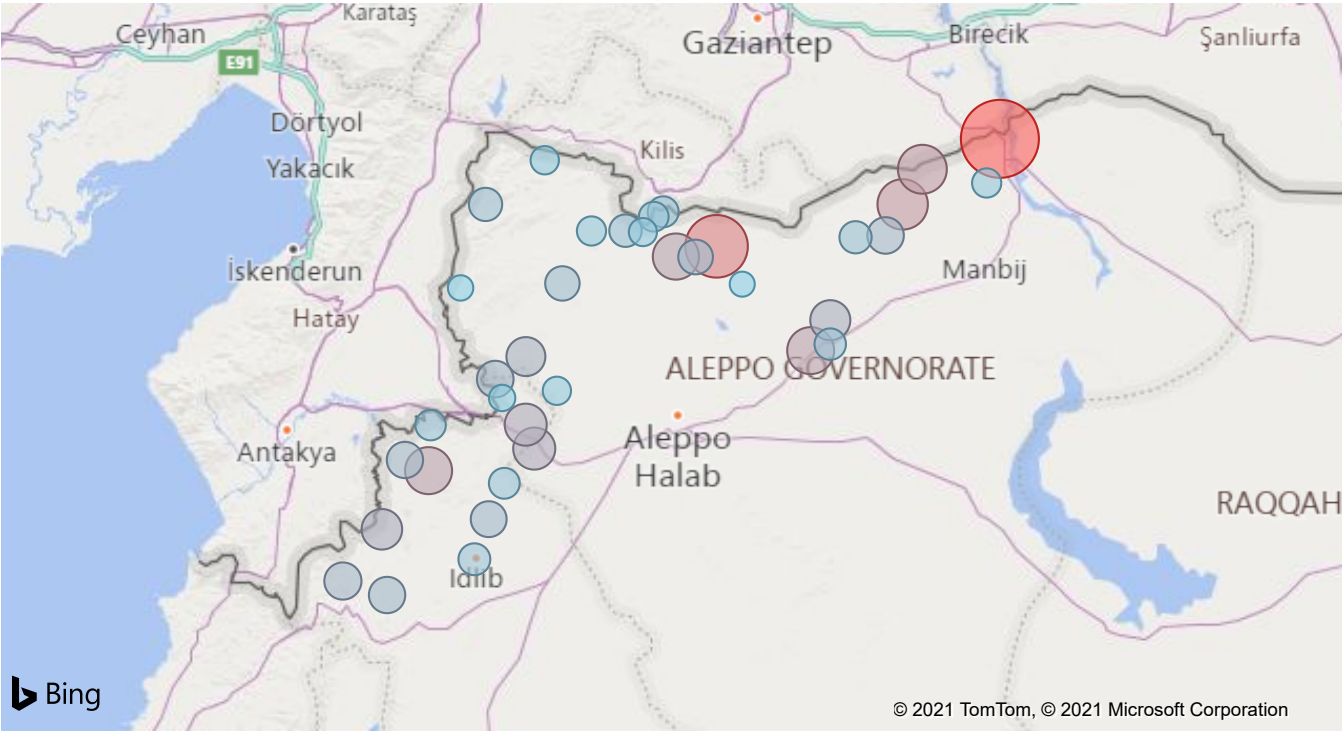 Karataş
Ceyhan
Gaziantep
Birecik
Şanliurfa
E91
Dörtyol
Kilis
Yakacık
İskenderun
Manbij
Hatay
ALEPPO GOVERNORATE
Antakya
Aleppo
Halab
RAQQAH
Idlib
Bing
© 2021 TomTom, © 2021 Microsoft Corporation